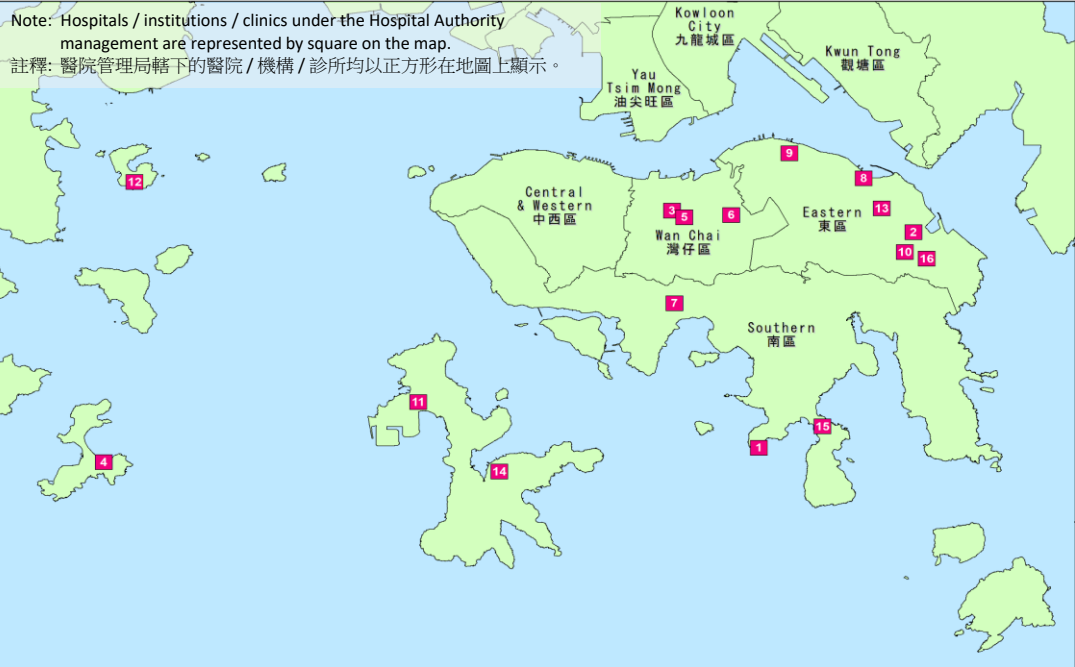 Note: Hospitals / institutions / clinics under the Hospital Authority
management are represented by square on the map.
註釋: 醫院管理局轄下的醫院 / 機構 / 診所均以正方形在地圖上顯示。
Kowloon
City
九龍城區
Kwun Tong
觀塘區
Yau
Tsim Mong
油尖旺區
9
12
8
Central
& Western
中西區
3
5
6
13
Eastern
東區
Wan Chai
灣仔區
2
10
16
7
Southern
南區
11
15
1
4
14